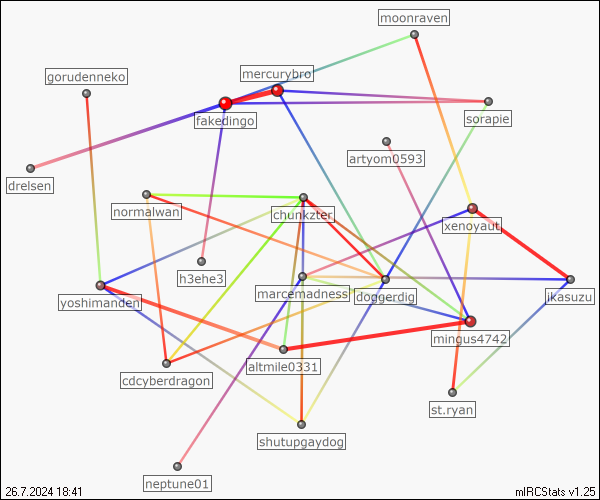 moonraven
mercurybro
gorudenneko
sorapie
fakedingo
artyom0593
drelsen
normalwan
chunkzter
xenoyaut
h3ehe3
marcemadness
doggerdig
jikasuzu
yoshimanden
mingus4742
altmile0331
cdcyberdragon
st.ryan
shutupgaydog
neptune01
26.7.2024 18:41
mIRCStats v1.25